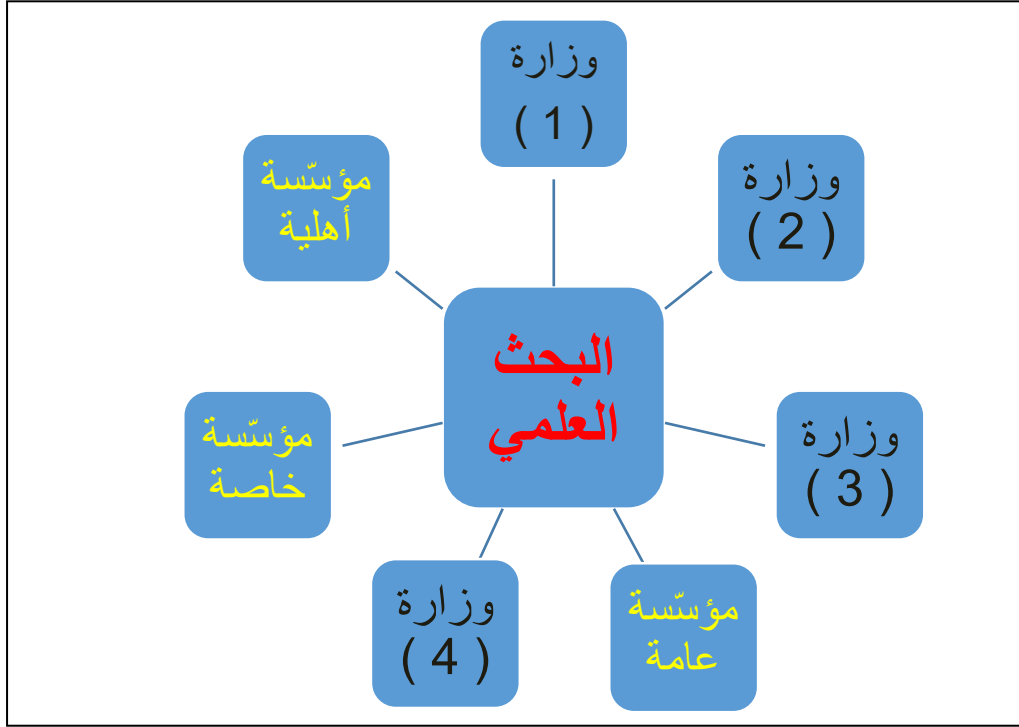 وزارة
( 1 )
وزارة
( 2 )
مؤسّسة
أهلية
البحث
العلمي
وزارة
( 3 )
مؤسّسة
خاصة
وزارة
( 4 )
مؤسّسة
عامة